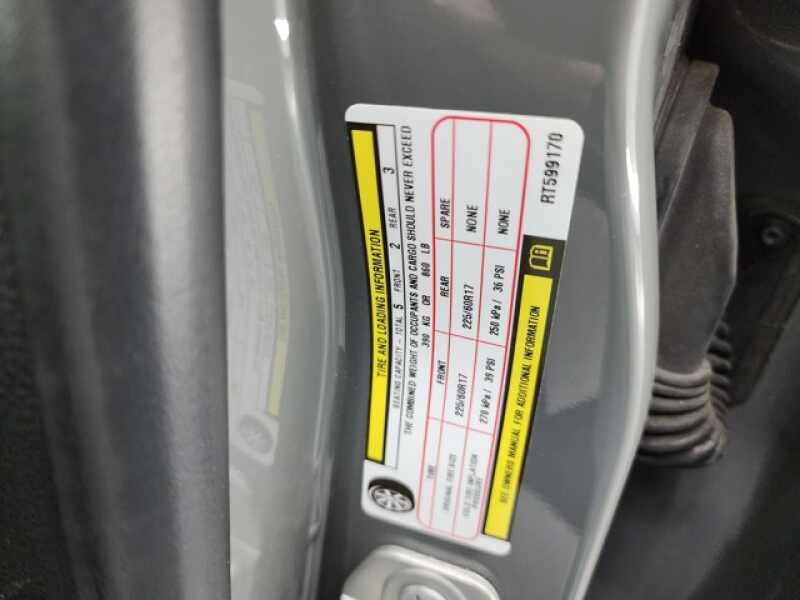 TIRE AND LOADING INFORMATION
SEATING CAPACITY - TOTAL 5 FRONT 2 REAR 3
THE COMBINED WEIGHT OF OCCUPANTS AND CARGO SHOULD NEVER EXCEED
390 KG OR 860 LB
TIRE FRONT REAR SPARE
ORIGINAL TIRE SIZE 225/60R17 225/60R17 NONE
COLD TIRE INFLATION PRESSURE 270 kPa / 39 PSI 250 kPa / 36 PSI NONE
SEE OWNERS MANUAL FOR ADDITIONAL INFORMATION
RT599170